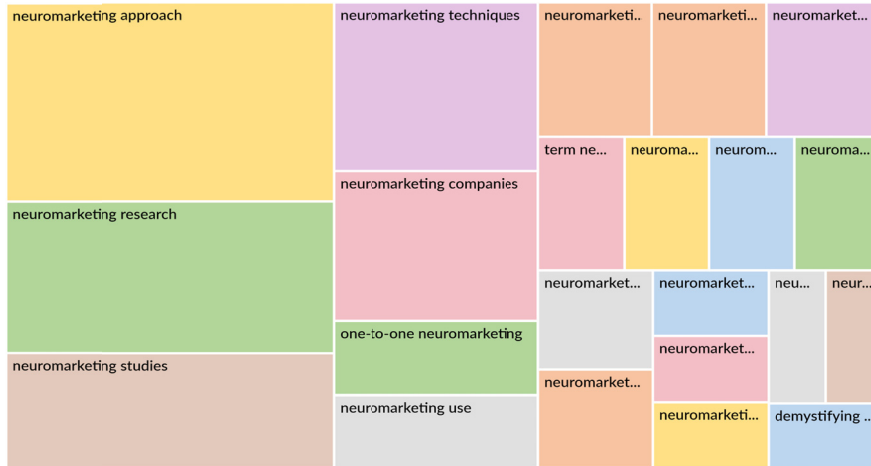 neuromarketing approach
neuromarketing research
neuromarketing studies
neuromarketing techniques
neuromarketing companies
one-to-one neuromarketing
neuromarketing use
neuromarketi...
neuromarketi...
neuromarket...
term ne...
neuroma...
neurom...
neuroma...
neuromarket...
neuromarket...
neuromarket...
neuromarket...
neuromarketi...
neu...
neur...
demystifying ...